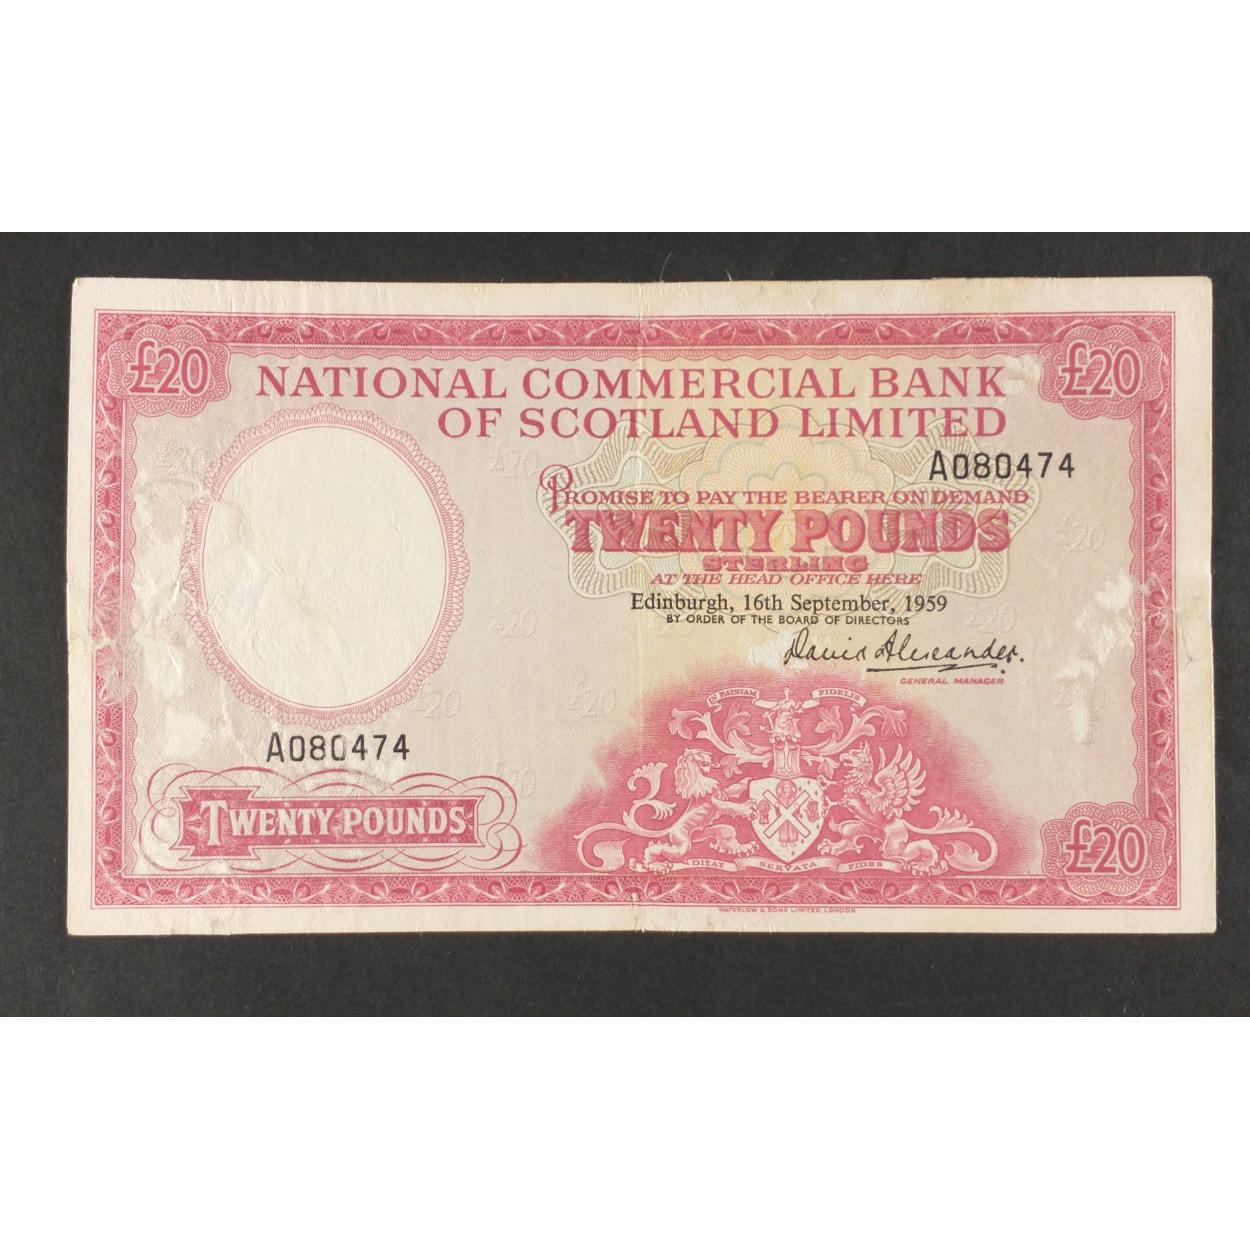 £20
£20
NATIONAL COMMERCIAL BANK
OF SCOTLAND LIMITED
A080474
PROMISE TO PAY THE BEARER ON DEMAND
TWENTY POUNDS
STERLING
AT THE HEAD OFFICE HERE
Edinburgh, 16th September, 1959
BY ORDER OF THE BOARD OF DIRECTORS
David Alexander.
GENERAL MANAGER
IN PATRIAM FIDELIS
A080474
TWENTY POUNDS
DITAT SERVATA FIDES
£20
WATERLOW & SONS LIMITED, LONDON